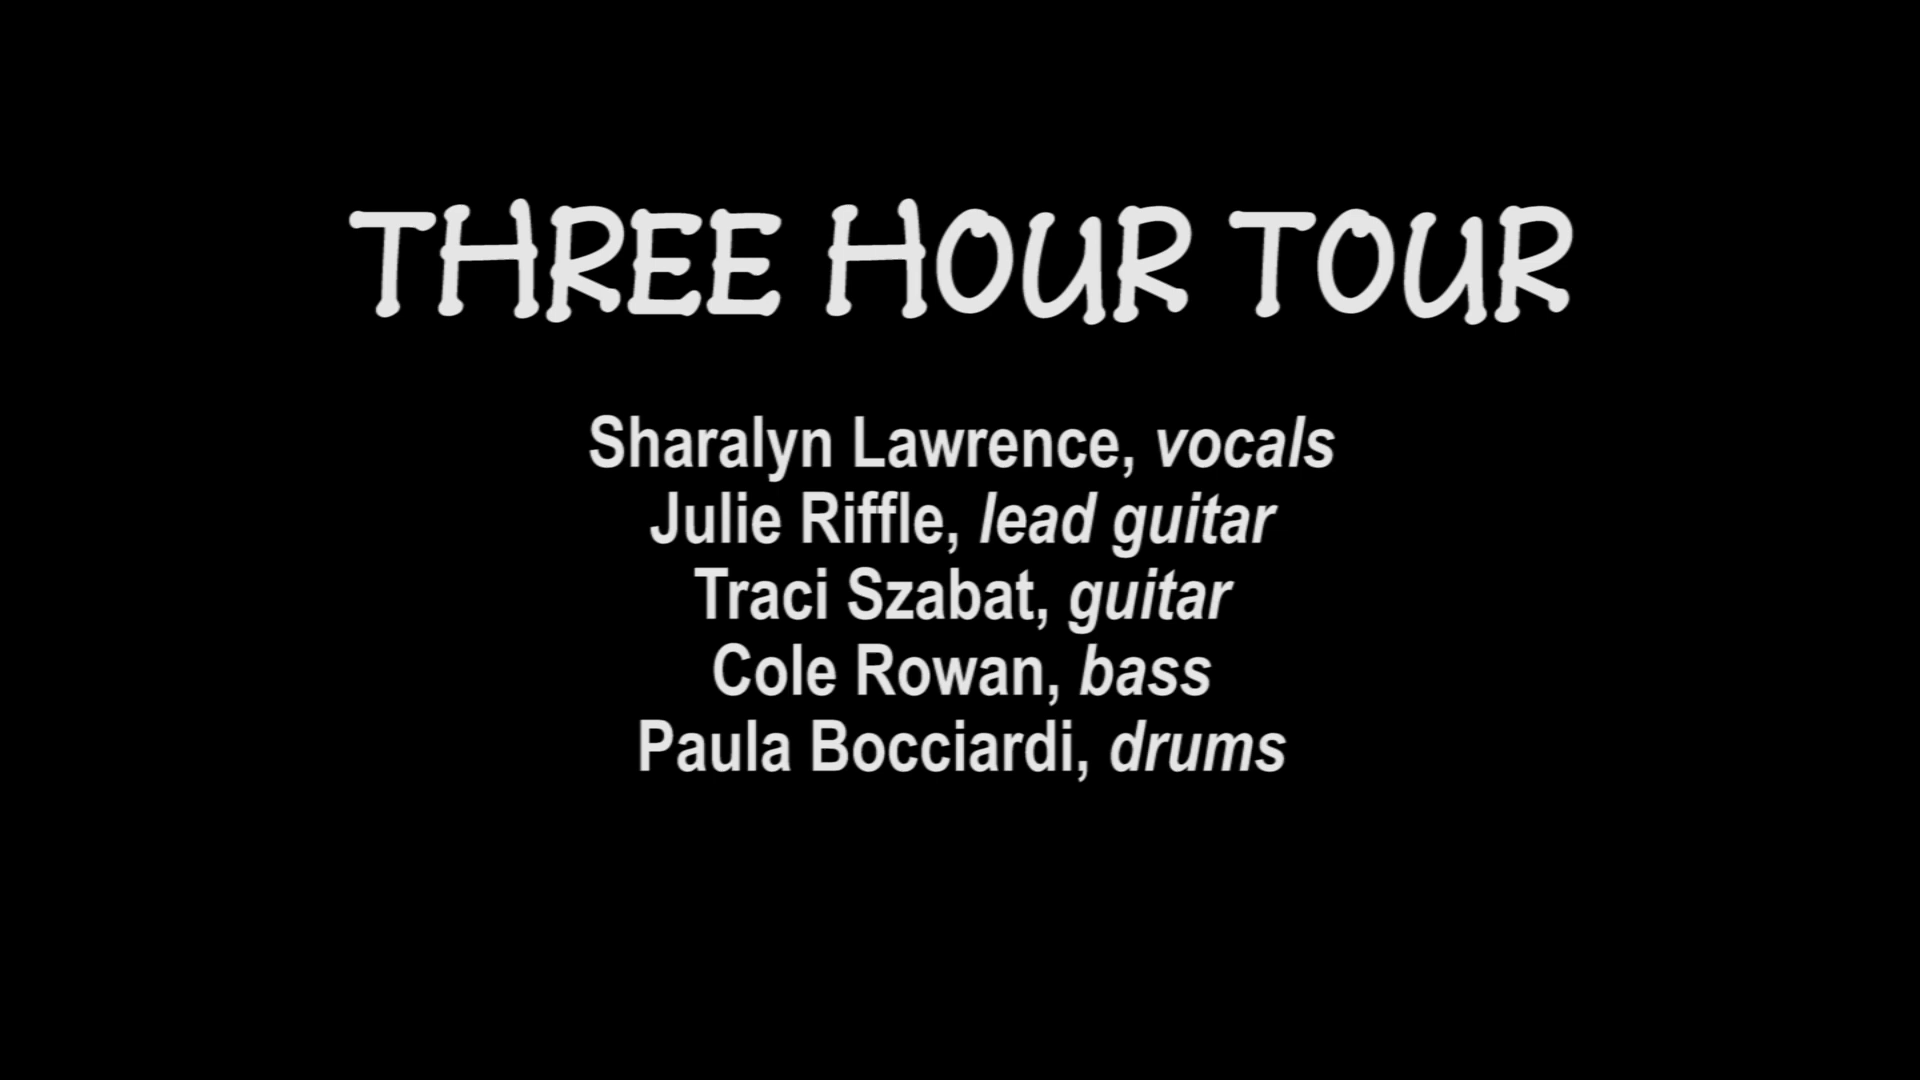 THREE HOUR TOUR
Sharalyn Lawrence, vocals
Julie Riffle, lead guitar
Traci Szabat, guitar
Cole Rowan, bass
Paula Bocciardi, drums